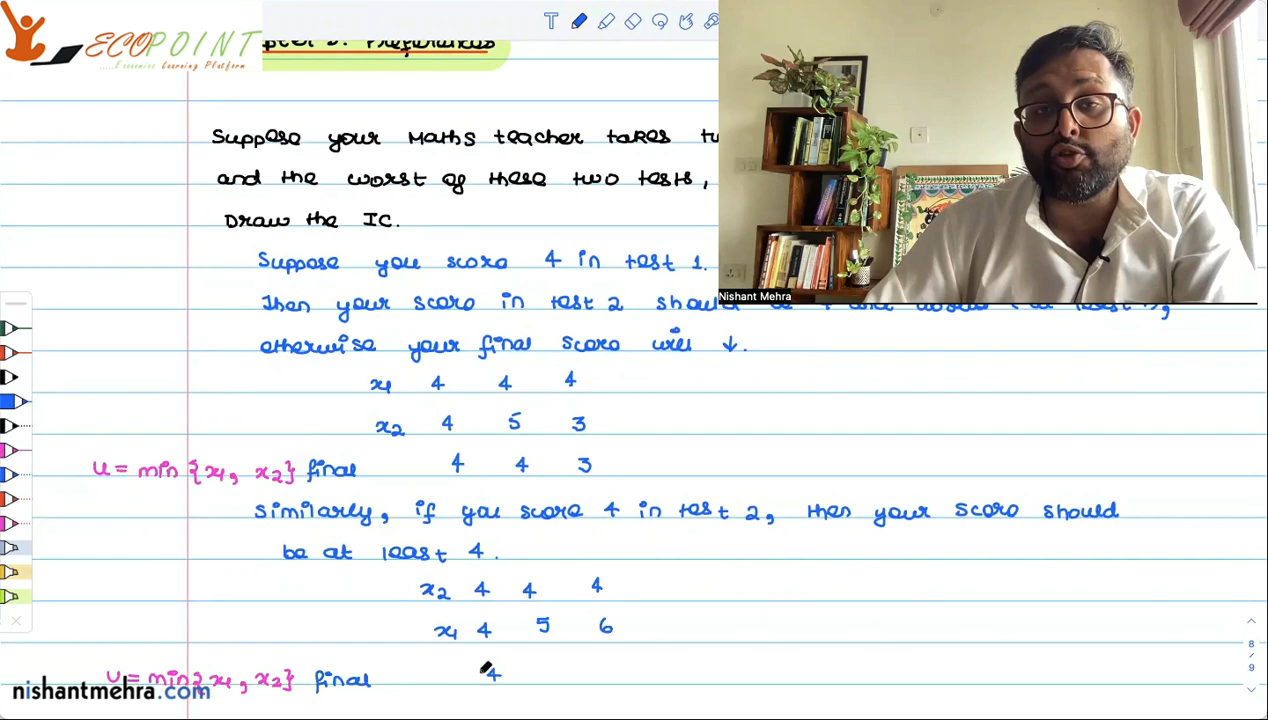 ECOPOINT
.....Economics Learning Platform
Preferences
Suppose your Maths teacher takes
and the worst of these two tests,
Draw the IC.
Suppose you score 4 in test 1.
Then your score in test 2
otherwise your final score will ↓.
x1 4 4 4
x2 4 5 3
u = min {x1, x2} final 4 4 3
similarly, if you score 4 in test 2, then your score should
be at least 4.
x2 4 4 4
x1 4 5 6
u = min{x1, x2} final 4
nishantmehra.com
Nishant Mehra
T
8
9